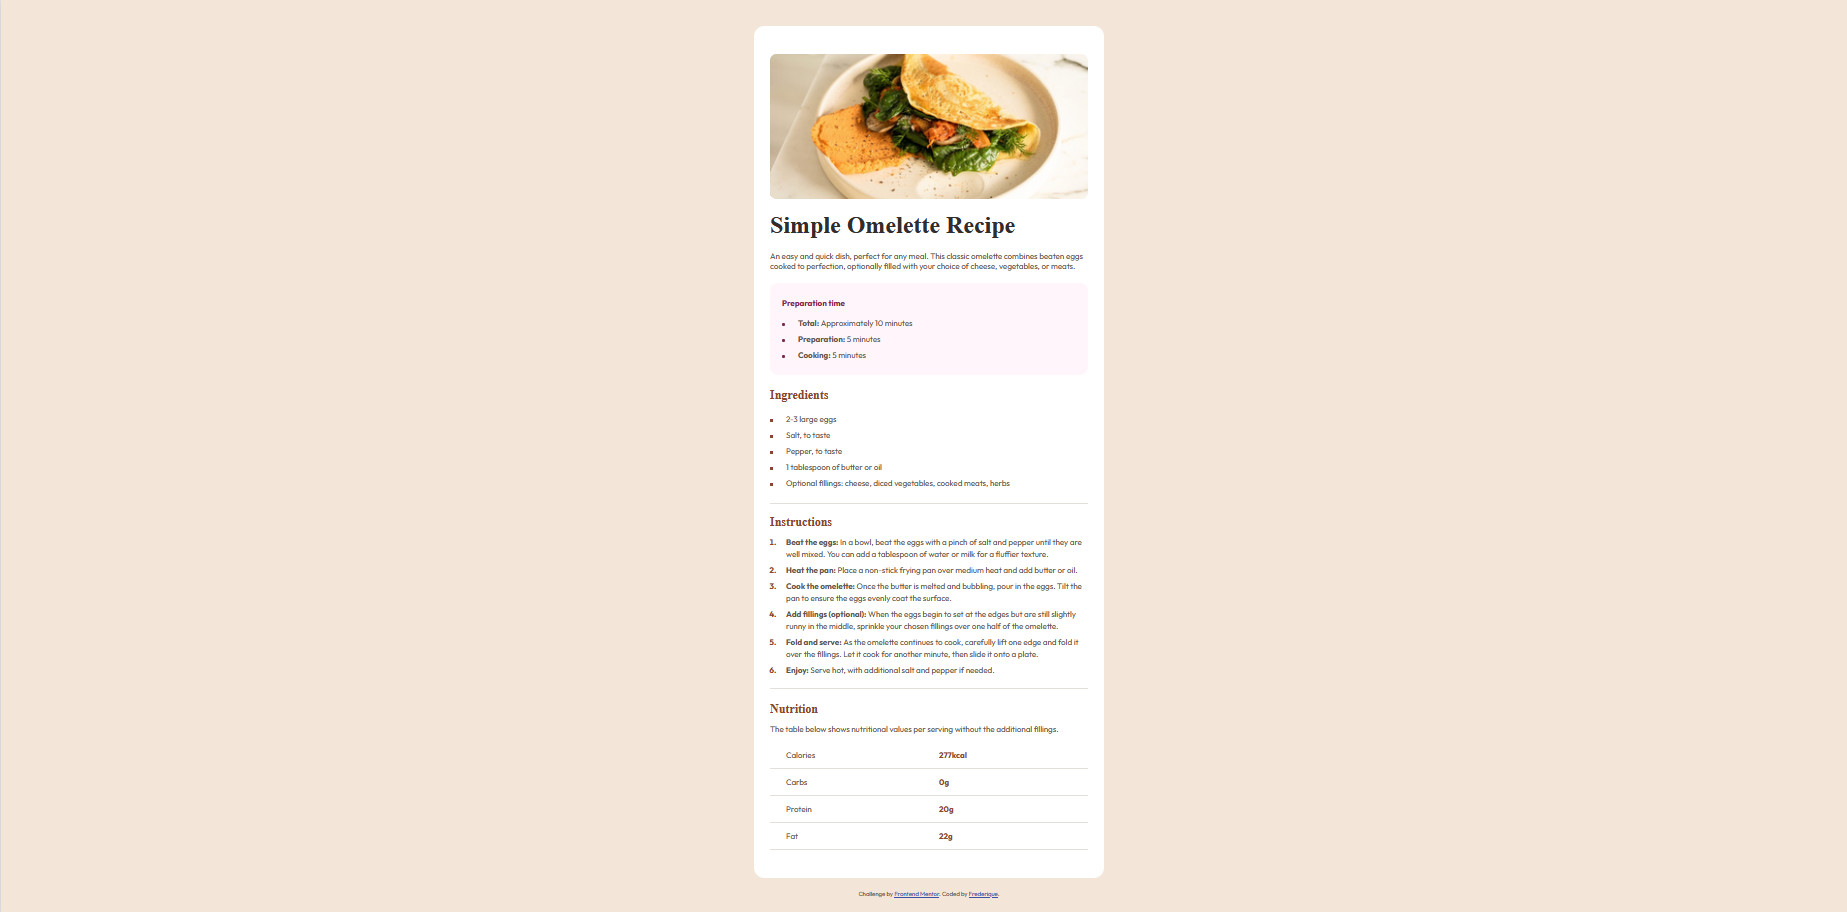 Simple Omelette Recipe
An easy and quick dish, perfect for any meal. This classic omelette combines beaten eggs
cooked to perfection, optionally filled with your choice of cheese, vegetables, or meats.
Preparation time
Total: Approximately 10 minutes
Preparation: 5 minutes
Cooking: 5 minutes
Ingredients
2-3 large eggs
Salt, to taste
Pepper, to taste
1 tablespoon of butter or oil
Optional fillings: cheese, diced vegetables, cooked meats, herbs
Instructions
1. Beat the eggs: In a bowl, beat the eggs with a pinch of salt and pepper until they are
well mixed. You can add a tablespoon of water or milk for a fluffier texture.
2. Heat the pan: Place a non-stick frying pan over medium heat and add butter or oil.
3. Cook the omelette: Once the butter is melted and bubbling, pour in the eggs. Tilt the
pan to ensure the eggs evenly coat the surface.
4. Add fillings (optional): When the eggs begin to set at the edges but are still slightly
runny in the middle, sprinkle your chosen fillings over one half of the omelette.
5. Fold and serve: As the omelette continues to cook, carefully lift one edge and fold it
over the fillings. Let it cook for another minute, then slide it onto a plate.
6. Enjoy: Serve hot, with additional salt and pepper if needed.
Nutrition
The table below shows nutritional values per serving without the additional fillings.
Calories 277kcal
Carbs 0g
Protein 20g
Fat 22g
Challenge by Frontend Mentor. Coded by Frederique.